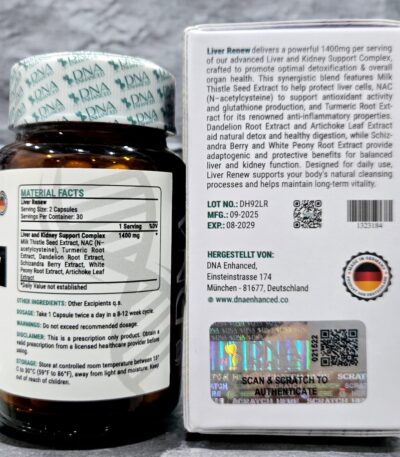 DNA
MATERIAL FACTS
Liver Renew
Serving Size: 2 Capsules
Servings Per Container: 30
1 Serving %DV
Liver and Kidney Support Complex 1400 mg *
Milk Thistle Seed Extract, NAC (N-
acetylcysteine), Turmeric Root
Extract, Dandelion Root Extract,
Schizandra Berry Extract, White
Peony Root Extract, Artichoke Leaf
Extract
*Daily Value not established
OTHER INGREDIENTS: Other Excipients q.s.
DOSAGE: Take 1 Capsule twice a day in a 8-12 week cycle.
WARNINGS: Do not exceed recommended dosage.
DISCLAIMER: This is a prescription only product. Obtain a
valid prescription from a licensed healthcare provider before
using.
STORAGE: Store at controlled room temperature between 15°
C to 30°C (59°F to 86°F), away from light and moisture. Keep
out of reach of children.
Liver Renew delivers a powerful 1400mg per serving
of our advanced Liver and Kidney Support Complex,
crafted to promote optimal detoxification & overall
organ health. This synergistic blend features Milk
Thistle Seed Extract to help protect liver cells, NAC
(N-acetylcysteine) to support antioxidant activity
and glutathione production, and Turmeric Root Ext-
ract for its renowned anti-inflammatory properties.
Dandelion Root Extract and Artichoke Leaf Extract
aid natural detox and healthy digestion, while Schiz-
andra Berry and White Peony Root Extract provide
adaptogenic and protective benefits for balanced
liver and kidney function. Designed for daily use,
Liver Renew supports your body's natural cleansing
processes and helps maintain long-term vitality.
LOT NO: DH92LR
MFG.: 09-2025
EXP.: 08-2029
1323184
HERGESTELLT VON:
DNA Enhanced,
Einsteinstrasse 174
München - 81677, Deutschland
www.dnaenhanced.co
021522
SCAN & SCRATCH TO
AUTHENTICATE